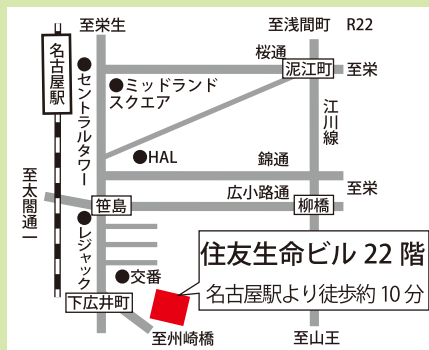 至栄生
至浅間町 R22
名古屋駅
桜通
泥江町
至栄
●ミッドランド
スクエア
●セントラルタワー
江川線
●HAL
錦通
至太閤通一
広小路通
至栄
笹島
柳橋
●レジャック
●交番
住友生命ビル 22 階
名古屋駅より徒歩約 10 分
下広井町
至州崎橋
至山王